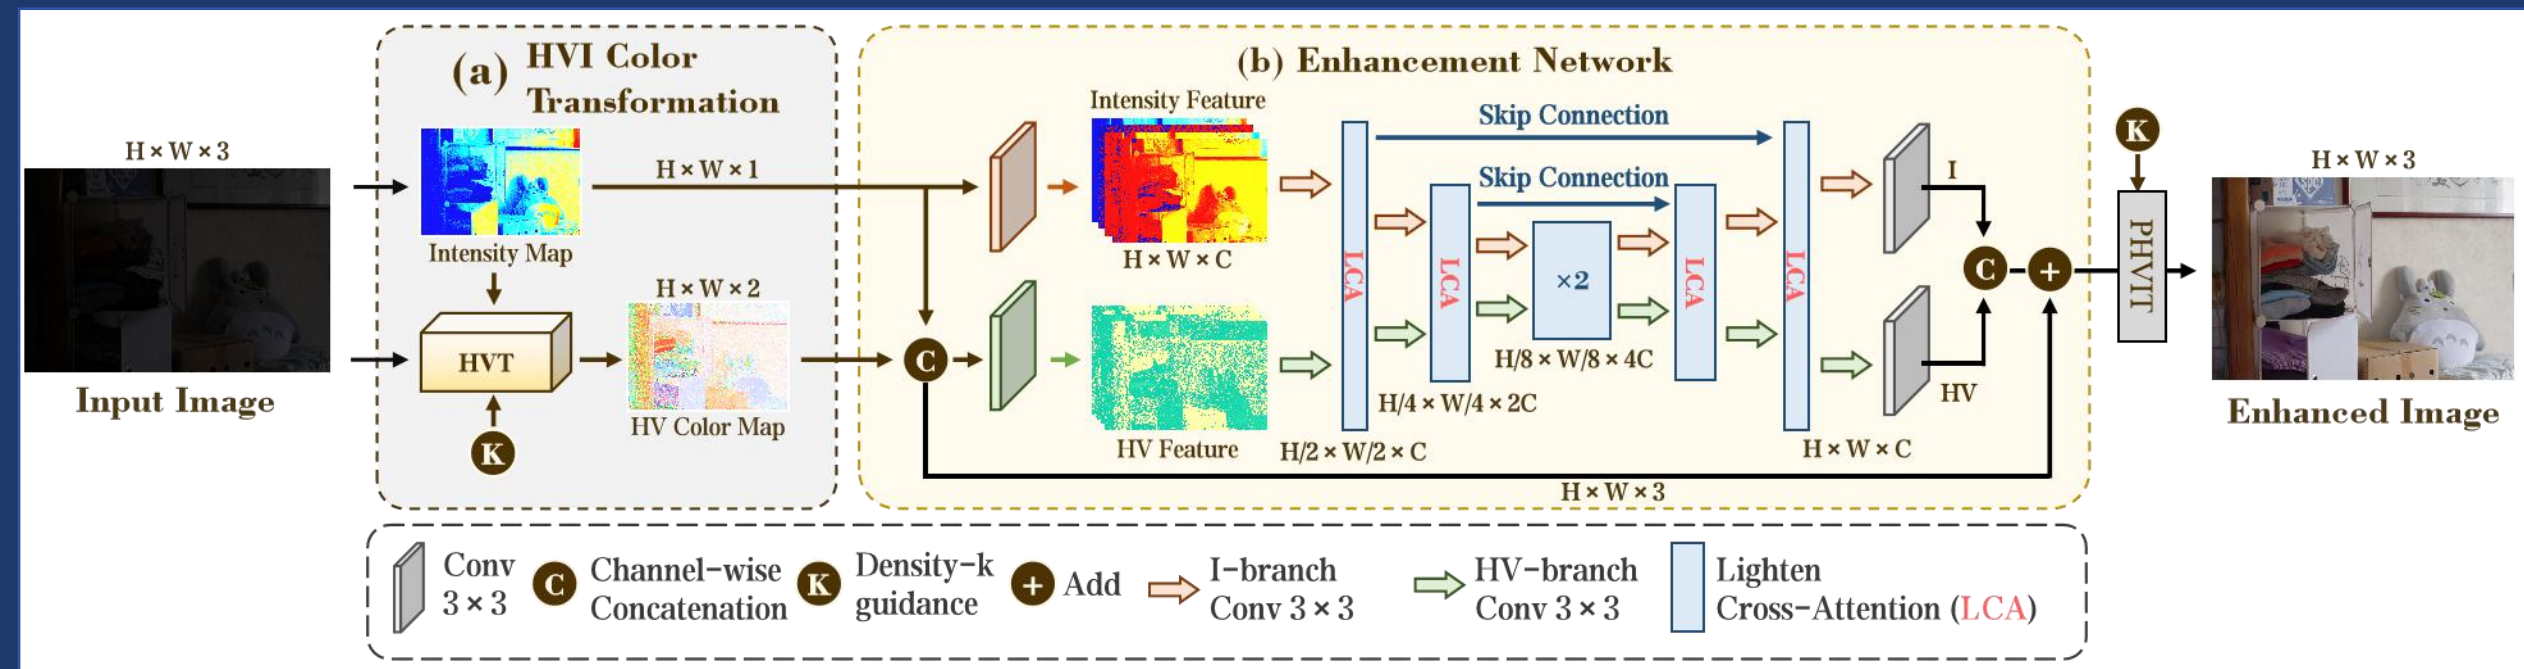 (a) HVI Color
Transformation
(b) Enhancement Network
H × W × 3
Input Image
Intensity Map
H × W × 1
HVT
K
H × W × 2
HV Color Map
Intensity Feature
H × W × C
C
HV Feature
Skip Connection
Skip Connection
LCA
LCA
×2
LCA
LCA
H/2 × W/2 × C
H/4 × W/4 × 2C
H/8 × W/8 × 4C
H × W × C
I
HV
C
+
H × W × 3
K
PHVIT
H × W × 3
Enhanced Image
Conv
3 × 3
C
Channel-wise
Concatenation
K
Density-k
guidance
+
Add
I-branch
Conv 3 × 3
HV-branch
Conv 3 × 3
Lighten
Cross-Attention (LCA)